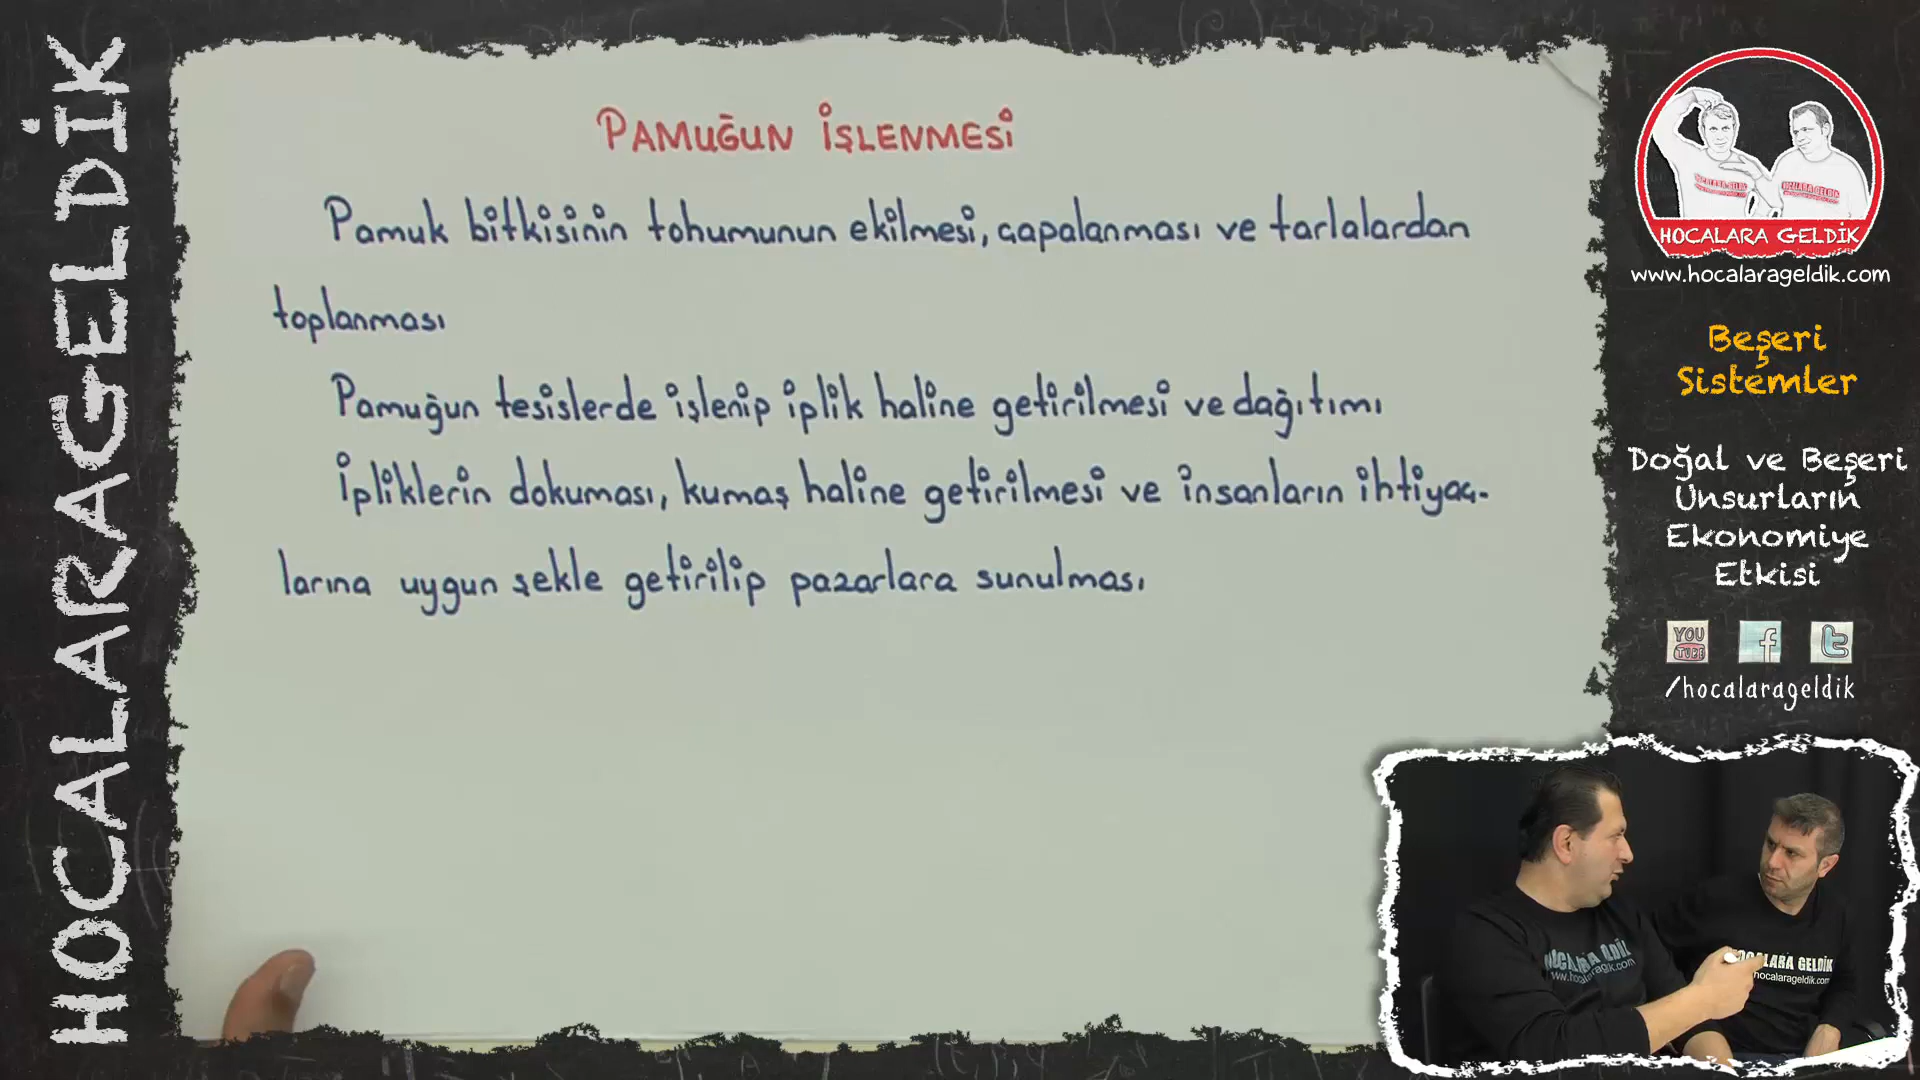 HOCALARAGELDİK
PAMUĞUN İŞLENMESİ
Pamuk bitkisinin tohumunun ekilmesi, çapalanması ve tarlalardan
toplanması
Pamuğun tesislerde işlenip iplik haline getirilmesi ve dağıtımı
İpliklerin dokuması, kumaş haline getirilmesi ve insanların ihtiyaç-
larına uygun şekle getirilip pazarlara sunulması
HOCALARA GELDİK
www.hocalarageldik.com
Beşeri
Sistemler
Doğal ve Beşeri
Unsurların
Ekonomiye
Etkisi
YOU
TUBE
/hocalarageldik
HOCALARA GELDİK
hocalarageldik.com